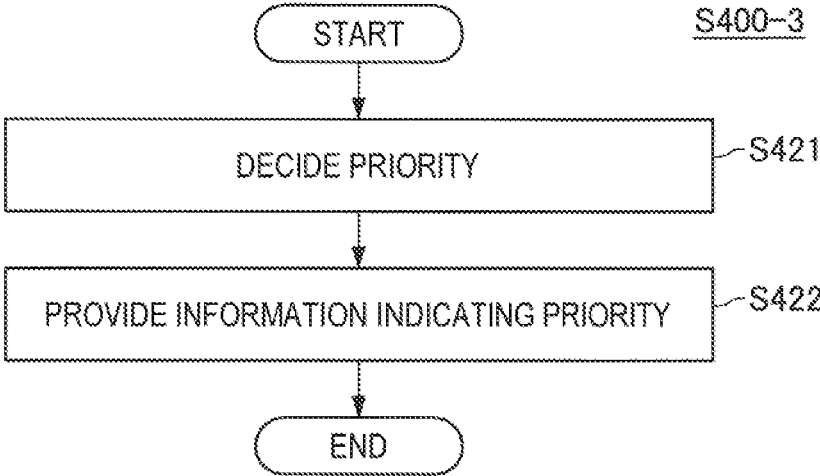 S400-3
START
DECIDE PRIORITY
S421
PROVIDE INFORMATION INDICATING PRIORITY
S422
END